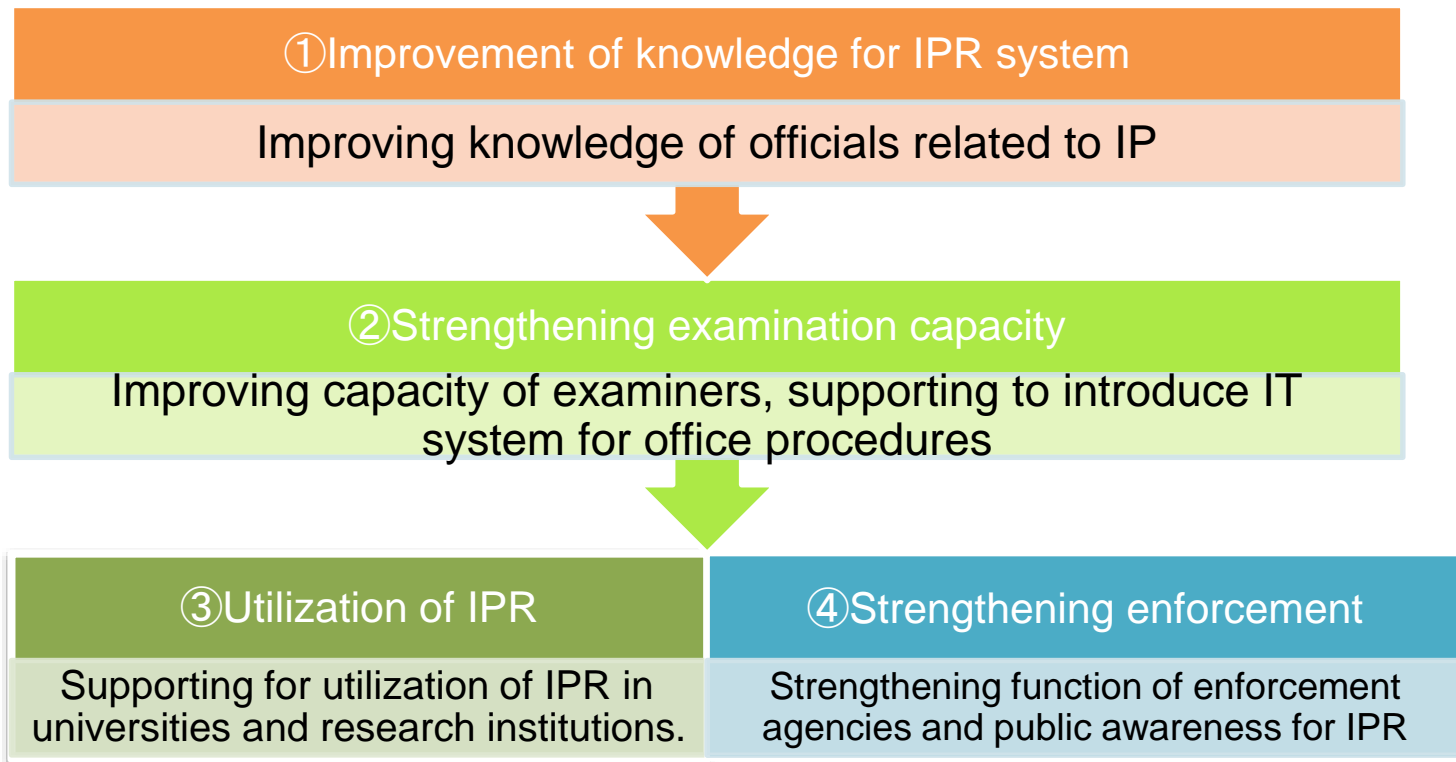 ①Improvement of knowledge for IPR system
Improving knowledge of officials related to IP
②Strengthening examination capacity
Improving capacity of examiners, supporting to introduce IT
system for office procedures
③Utilization of IPR
Supporting for utilization of IPR in
universities and research institutions.
④Strengthening enforcement
Strengthening function of enforcement
agencies and public awareness for IPR